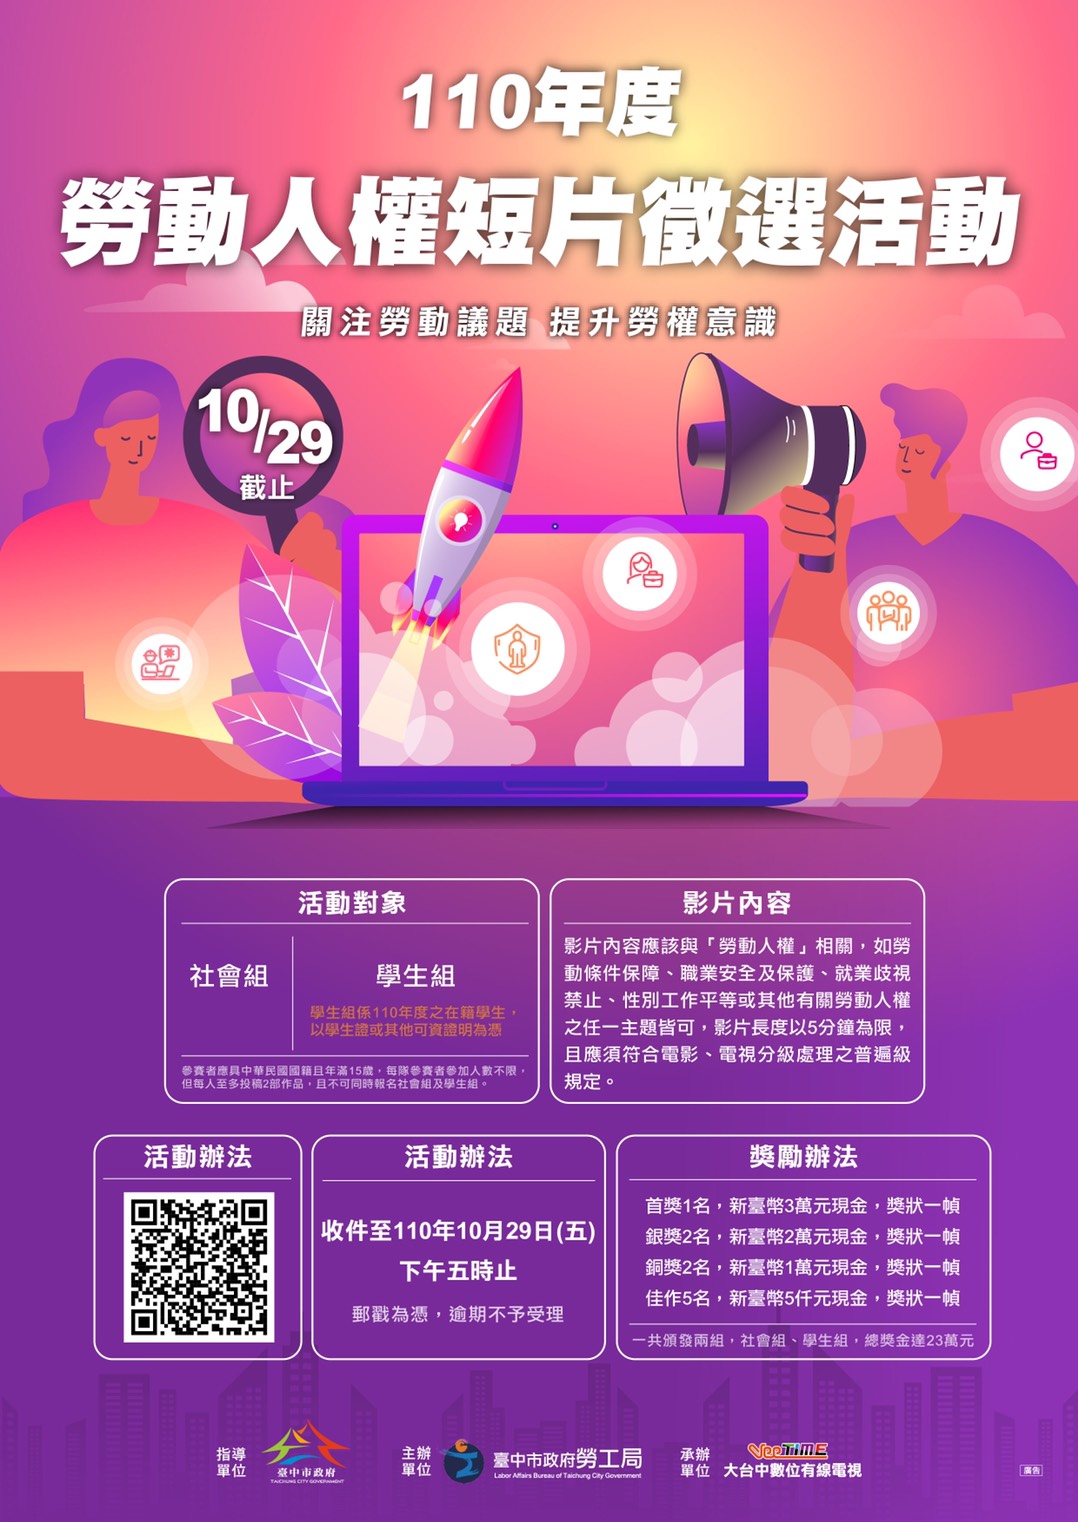 110年度
勞動人權短片徵選活動
關注勞動議題 提升勞權意識
10/29
截止
活動對象
社會組
學生組
學生組係110年度之在籍學生，
以學生證或其他可資證明為憑
參賽者應具中華民國國籍且年滿15歲，每隊參賽者參加人數不限，
但每人至多投稿2部作品，且不可同時報名社會組及學生組。
影片內容
影片內容應該與「勞動人權」相關，如勞
動條件保障、職業安全及保護、就業歧視
禁止、性別工作平等或其他有關勞動人權
之任一主題皆可，影片長度以5分鐘為限，
且應須符合電影、電視分級處理之普遍級
規定。
活動辦法
活動辦法
收件至110年10月29日(五)
下午五時止
郵戳為憑，逾期不予受理
獎勵辦法
首獎1名，新臺幣3萬元現金，獎狀一幀
銀獎2名，新臺幣2萬元現金，獎狀一幀
銅獎2名，新臺幣1萬元現金，獎狀一幀
佳作5名，新臺幣5仟元現金，獎狀一幀
一共頒發兩組，社會組、學生組，總獎金達23萬元
指導
單位
臺中市政府
TAICHUNG CITY GOVERNMENT
主辦
單位
臺中市政府勞工局
Labor Affairs Bureau of Taichung City Government
承辦
單位
VeeTIME
大台中數位有線電視
廣告